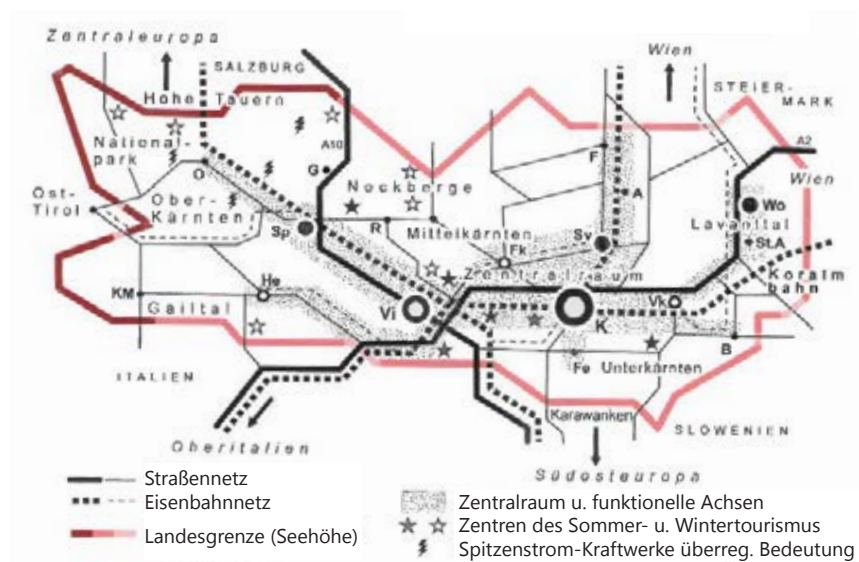 Zentraleuropa
Wien
SALZBURG
STEIER-
MARK
Hohe Tauern
A10
A2
National-
park
G
F
Wien
Ost-
Tirol
O
Ober-
Kärnten
Nockberge
A
Wo
Lavanttal
Sp
R
Mittelkärnten
Fk
Sv
St.A
Zentralraum
Koralm
bahn
KM
He
Gailtal
Vi
K
Vk
B
ITALIEN
Fe
Unterkärnten
Karawanken
SLOWENIEN
Oberitalien
Südosteuropa
Straßennetz
Eisenbahnnetz
Landesgrenze (Seehöhe)
Zentralraum u. funktionelle Achsen
Zentren des Sommer- u. Wintertourismus
Spitzenstrom-Kraftwerke überreg. Bedeutung